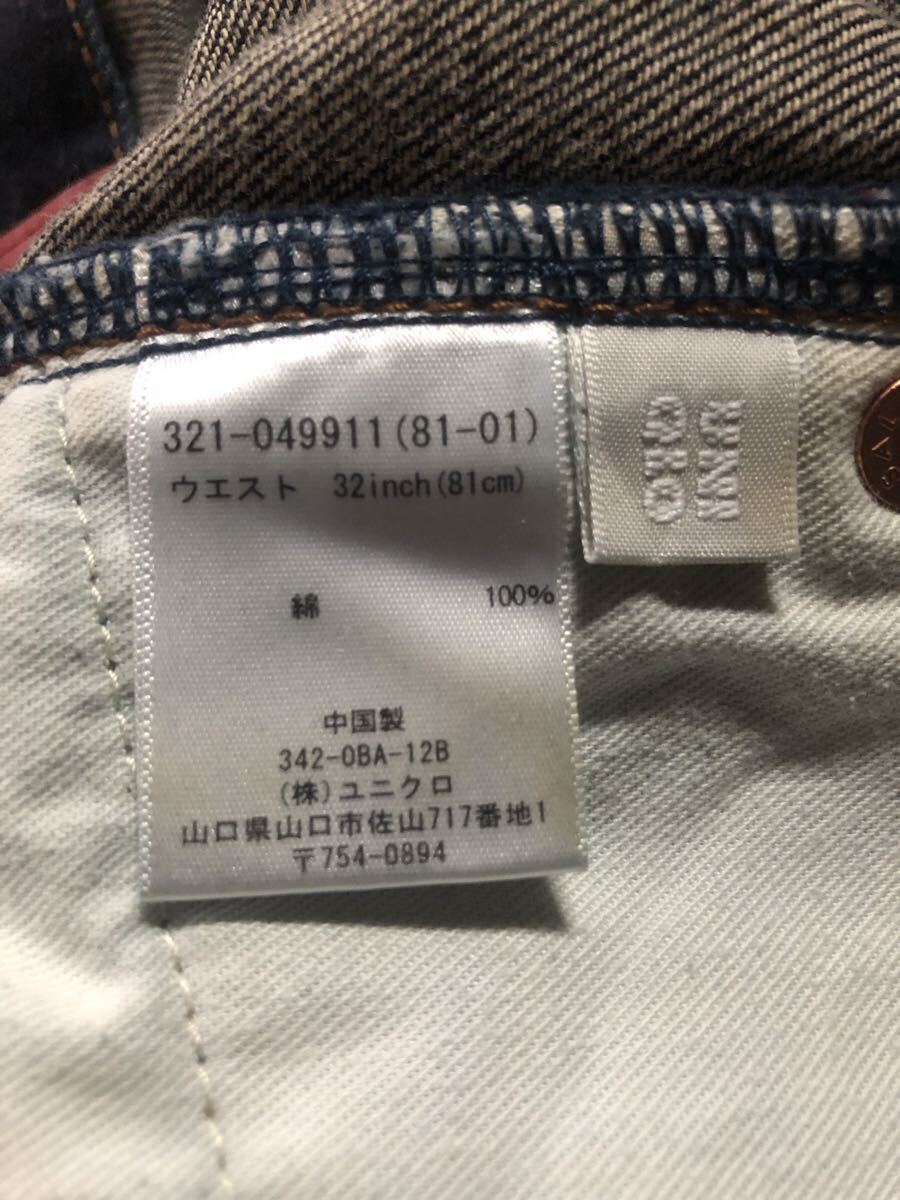 321-049911(81-01)
ウエスト 32inch(81cm)
綿 100%
中国製
342-0BA-12B
(株)ユニクロ
山口県山口市佐山717番地1
〒754-0894